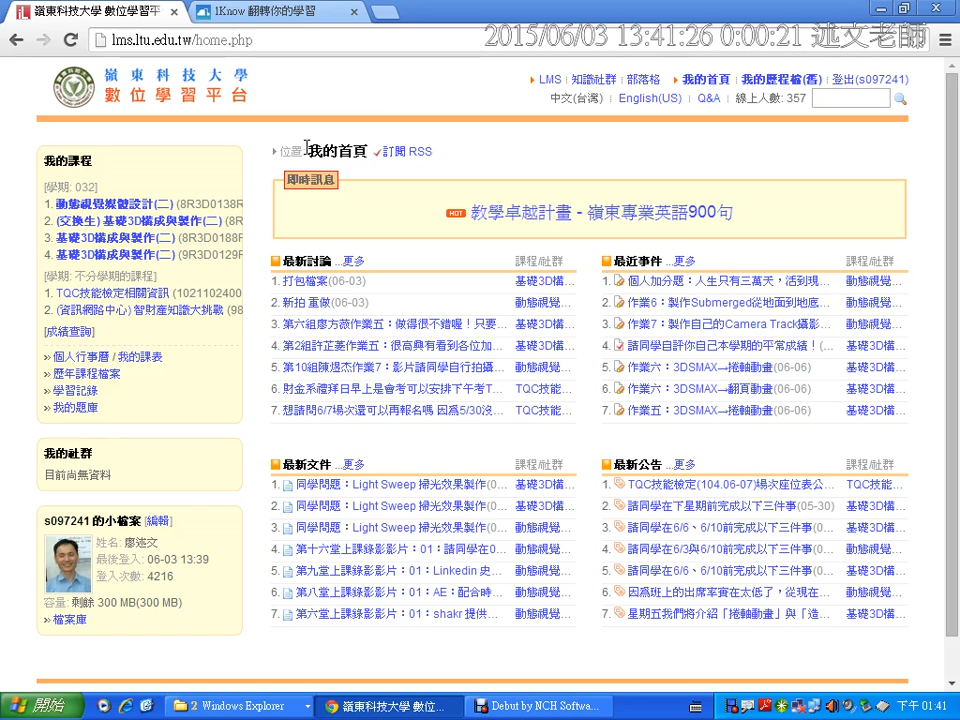 嶺東科技大學 數位學習平
1Know 翻轉你的學習
lms.ltu.edu.tw/home.php
2015/06/03 13:41:26 0:00:21 述文老師
嶺東科技大學
數位學習平台
LMS | 知識社群 | 部落格 我的首頁 | 我的歷程檔(舊) | 登出(s097241)
中文(台灣) | English(US) | Q&A | 線上人數: 357
位置 我的首頁 訂閱 RSS
即時訊息
HOT 教學卓越計畫 - 嶺東專業英語900句
我的課程
[學期: 032]
1. 動態視覺媒體設計(二) (8R3D0138R
2. (交換生) 基礎3D構成與製作(二) (8R
3. 基礎3D構成與製作(二) (8R3D0188F
4. 基礎3D構成與製作(二) (9R3D0129F
[學期: 不分學期的課程]
1. TQC技能檢定相關資訊 (1021102400
2. (資訊網路中心) 智財產知識大挑戰 (98
[成績查詢]
» 個人行事曆 / 我的課表
» 歷年課程檔案
» 學習記錄
» 我的題庫
我的社群
目前尚無資料
s097241 的小檔案 [編輯]
姓名: 廖述文
最後登入: 06-03 13:39
登入次數: 4216
容量: 剩餘 300 MB(300 MB)
» 檔案庫
最新討論 ...更多 課程/社群
1. 打包檔案(06-03) 基礎3D構...
2. 新拍 重做(06-03) 動態視覺...
3. 第六組廖方薇作業五：做得很不錯喔！只要... 基礎3D構...
4. 第2組許芷菱作業五：很高興有看到各位加... 基礎3D構...
5. 第10組陳煜杰作業7：影片請同學自行拍攝... 動態視覺...
6. 財金系禮拜日早上是會考可以安排下午考T... TQC技能...
7. 想請問6/7場次還可以再報名嗎 因為5/30沒... TQC技能...
最近事件 ...更多 課程/社群
1. 個人加分題：人生只有三萬天，活到現... 動態視覺...
2. 作業6：製作Submerged從地面到地底... 動態視覺...
3. 作業7：製作自己的Camera Track攝影... 動態視覺...
4. 請同學自評你自己本學期的平常成績！(... 基礎3D構...
5. 作業六：3DSMAX→捲軸動畫(06-06) 基礎3D構...
6. 作業六：3DSMAX→翻頁動畫(06-06) 基礎3D構...
7. 作業五：3DSMAX→捲軸動畫(06-06) 基礎3D構...
最新文件 ...更多 課程/社群
1. 同學問題：Light Sweep 掃光效果製作(0... 基礎3D構...
2. 同學問題：Light Sweep 掃光效果製作(0... 基礎3D構...
3. 同學問題：Light Sweep 掃光效果製作(0... 動態視覺...
4. 第十六堂上課錄影影片：01：請同學在0... 動態視覺...
5. 第九堂上課錄影影片：01：Linkedin 史... 動態視覺...
6. 第八堂上課錄影影片：01：AE：配合時... 動態視覺...
7. 第六堂上課錄影影片：01：shakr 提供... 動態視覺...
最新公告 ...更多 課程/社群
1. TQC技能檢定(104.06-07)場次座位表公... TQC技能...
2. 請同學在下星期前完成以下三件事(05-30) 基礎3D構...
3. 請同學在6/6、6/10前完成以下三件事(0... 動態視覺...
4. 請同學在6/3與6/10前完成以下三件事(0... 動態視覺...
5. 請同學在6/6、6/10前完成以下三件事(0... 基礎3D構...
6. 因為班上的出席率實在太低了，從現在... 動態視覺...
7. 星期五我們將介紹「捲軸動畫」與「造... 基礎3D構...
開始 2 Windows Explorer 嶺東科技大學 數位... Debut by NCH Softwa... 下午 01:41